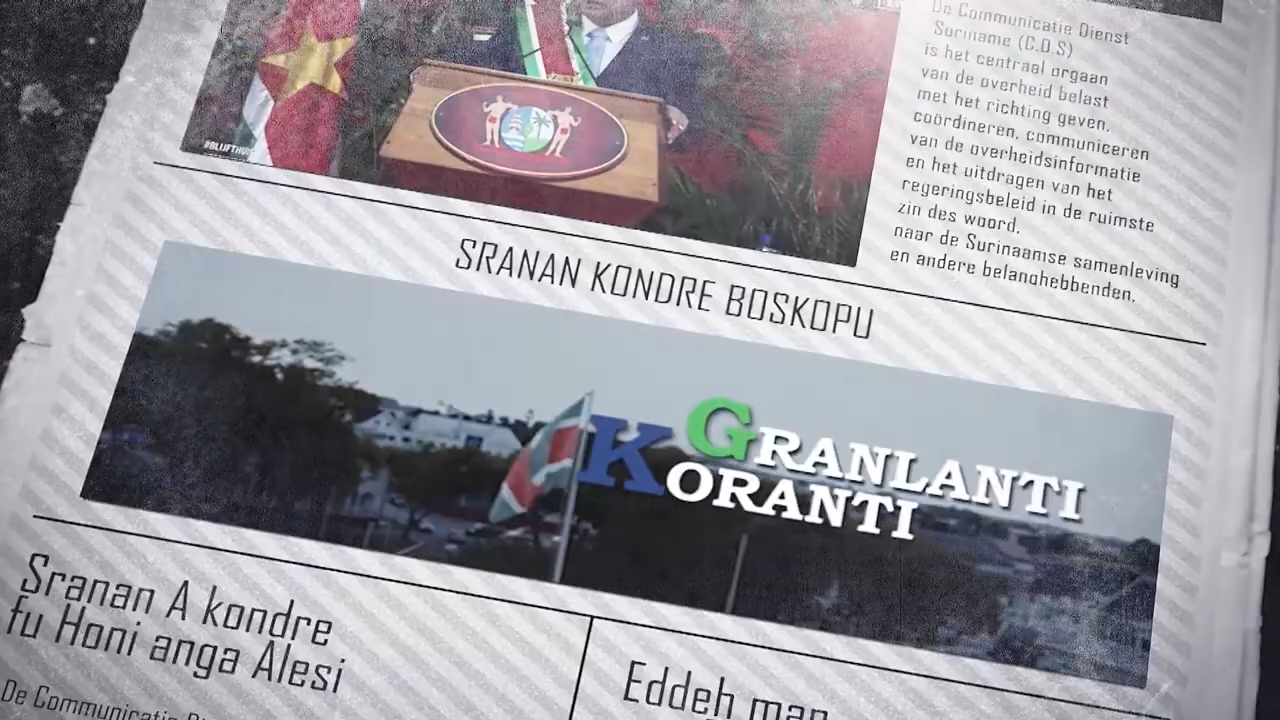 #BLIJFTHUIS
De Communicatie Dienst
Suriname (C.D.S)
is het centraal orgaan
van de overheid belast
met het richting geven,
coördineren, communiceren
van de overheidsinformatie
en het uitdragen van het
regeringsbeleid in de ruimste
zin des woord,
naar de Surinaamse samenleving
en andere belanghebbenden.
SRANAN KONDRE BOSKOPU
GRANLANTI
KORANTI
Sranan A kondre
fu Honi anga Alesi
De Communicatie
Eddeh man